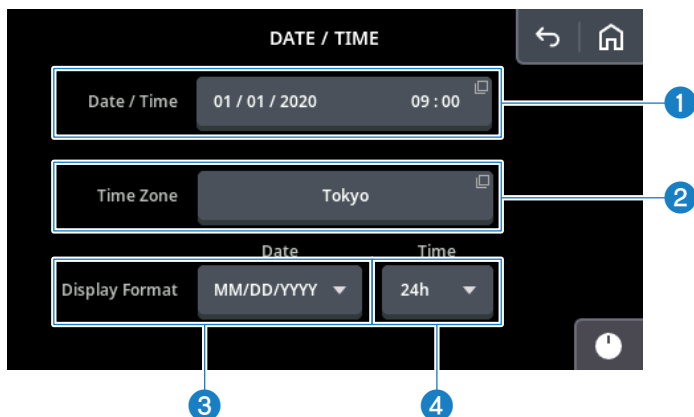 DATE / TIME
Date / Time 01 / 01 / 2020 09 : 00
1
Time Zone Tokyo
2
Date Time
Display Format MM/DD/YYYY 24h
3 4